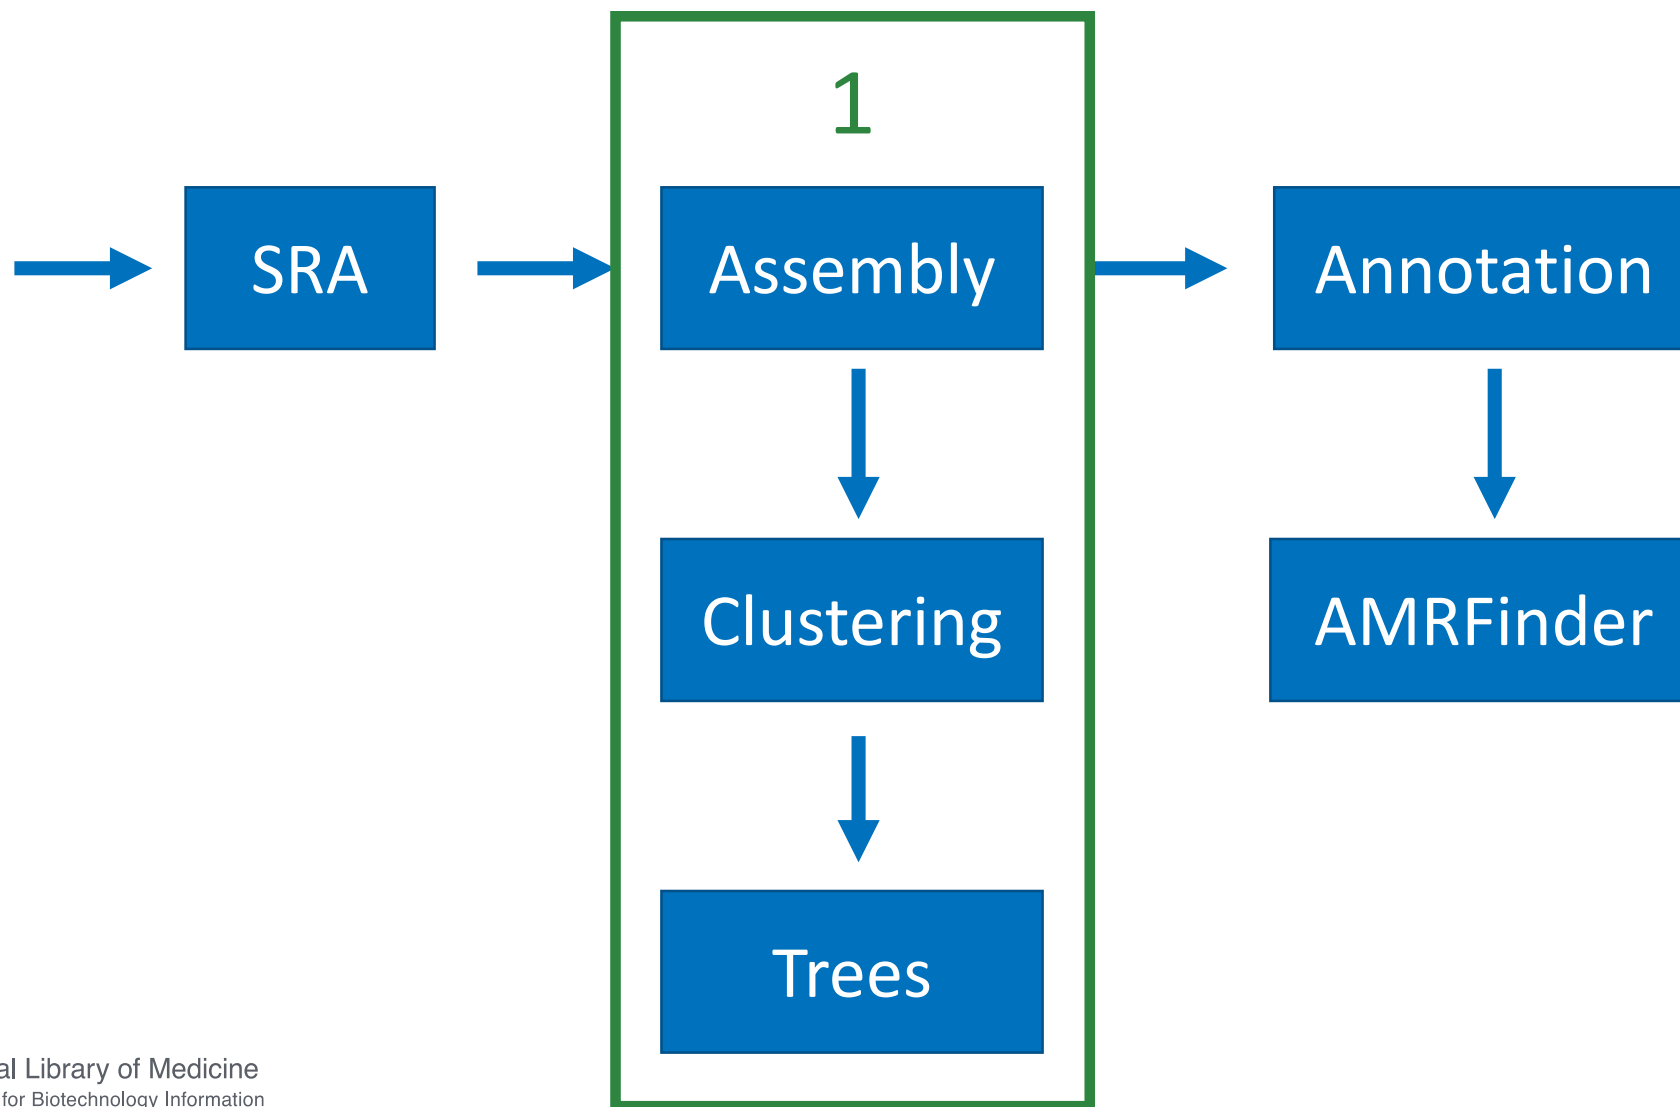 1
SRA
Assembly
Annotation
Clustering
AMRFinder
Trees
Library of Medicine
for Biotechnology Information